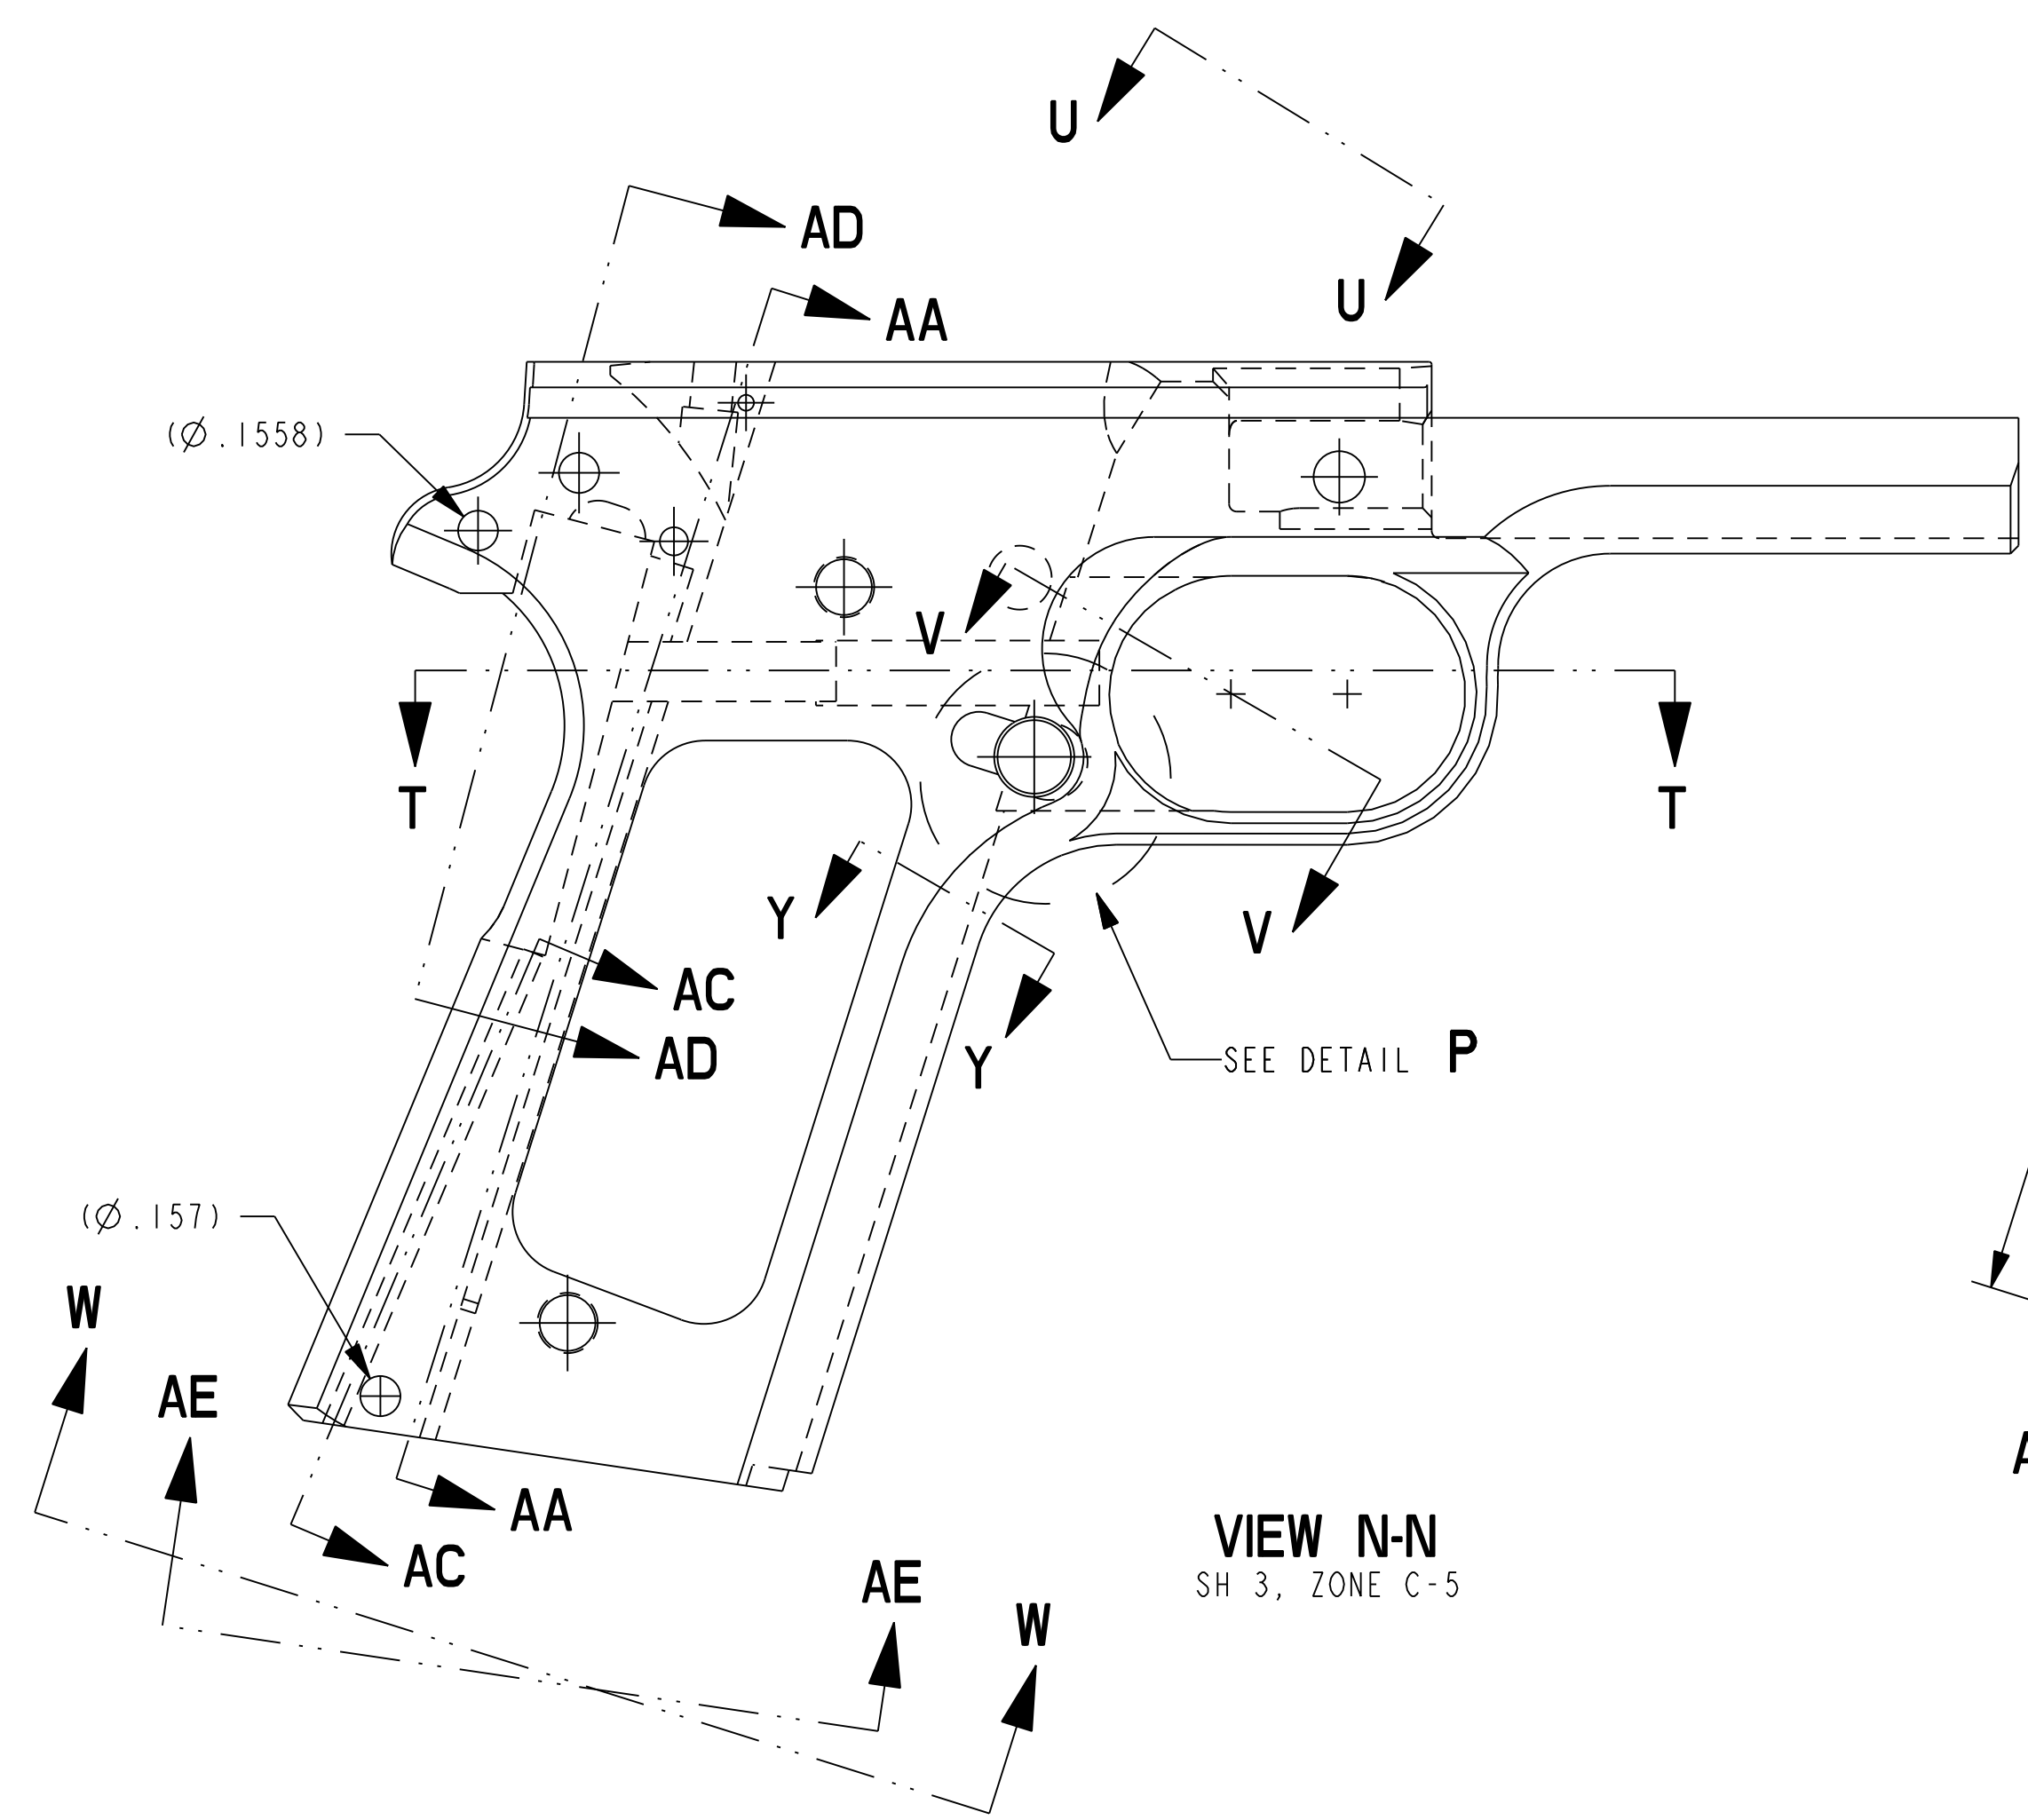 U
U
AD
AA
(⌀.1558)
V
T
T
Y
V
AC
AD
Y
SEE DETAIL P
(⌀.157)
W
AE
AA
AC
VIEW N-N
SH 3, ZONE C-5
AE
W